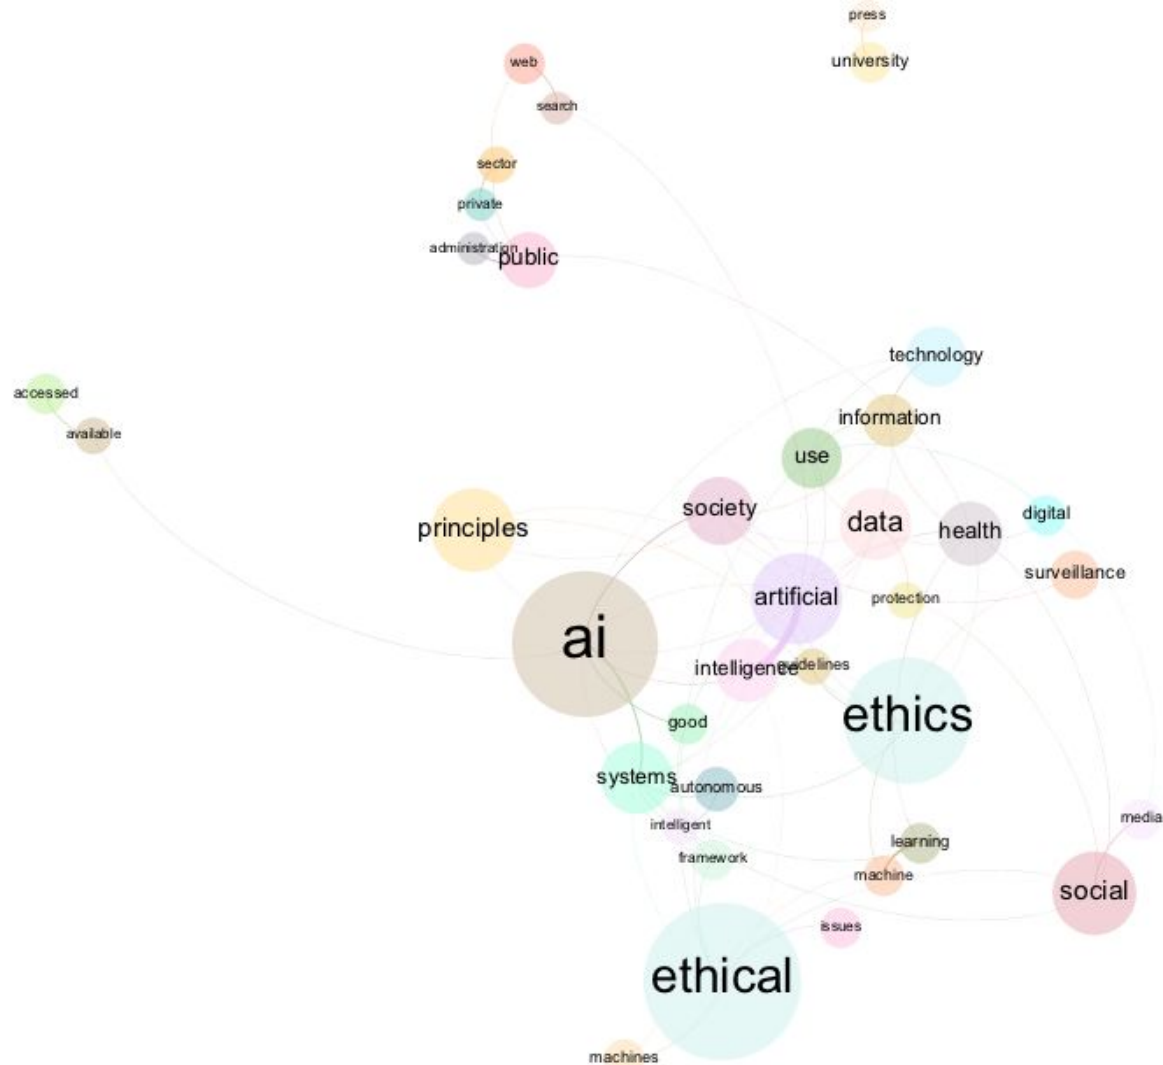 press
university
web
search
sector
private
administration
public
technology
accessed
available
information
use
society
data
digital
principles
health
surveillance
artificial
protection
ai
intelligence
guidelines
good
ethics
systems
autonomous
intelligent
media
learning
framework
machine
social
issues
ethical
machines